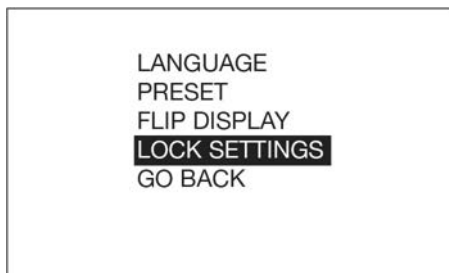 LANGUAGE
PRESET
FLIP DISPLAY
LOCK SETTINGS
GO BACK